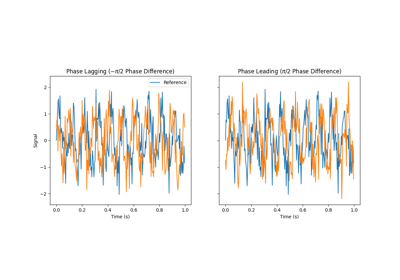 Phase Lagging (−π/2 Phase Difference)
Phase Leading (π/2 Phase Difference)
Reference
Signal
2
1
0
−1
−2
0.0 0.2 0.4 0.6 0.8 1.0
0.0 0.2 0.4 0.6 0.8 1.0
Time (s)
Time (s)